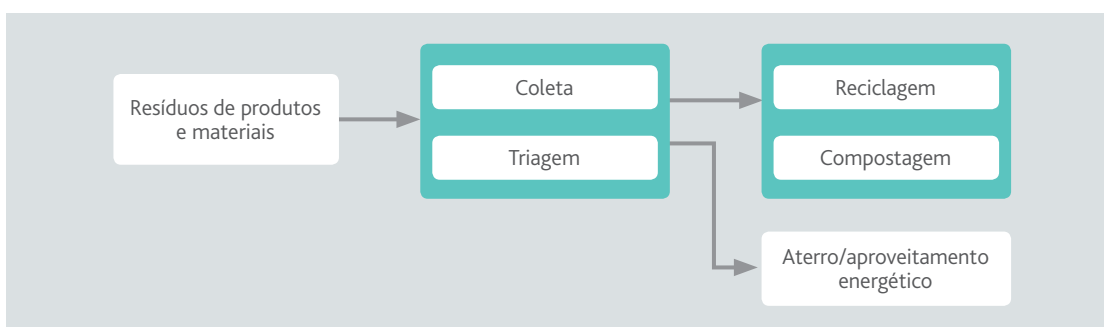 Resíduos de produtos
e materiais
Coleta
Triagem
Reciclagem
Compostagem
Aterro/aproveitamento
energético